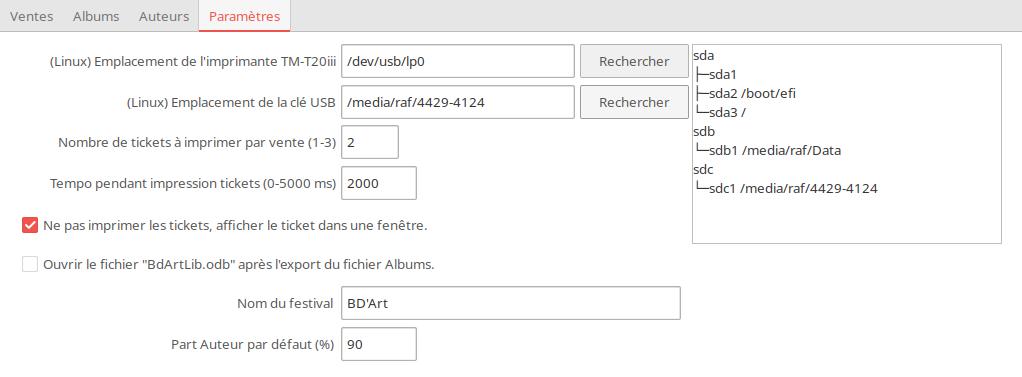 Ventes Albums Auteurs Paramètres
(Linux) Emplacement de l'imprimante TM-T20iii /dev/usb/lp0 Rechercher
(Linux) Emplacement de la clé USB /media/raf/4429-4124 Rechercher
Nombre de tickets à imprimer par vente (1-3) 2
Tempo pendant impression tickets (0-5000 ms) 2000
Ne pas imprimer les tickets, afficher le ticket dans une fenêtre.
Ouvrir le fichier "BdArtLib.odb" après l'export du fichier Albums.
Nom du festival BD'Art
Part Auteur par défaut (%) 90
sda
├─sda1
├─sda2 /boot/efi
└─sda3 /
sdb
└─sdb1 /media/raf/Data
sdc
└─sdc1 /media/raf/4429-4124